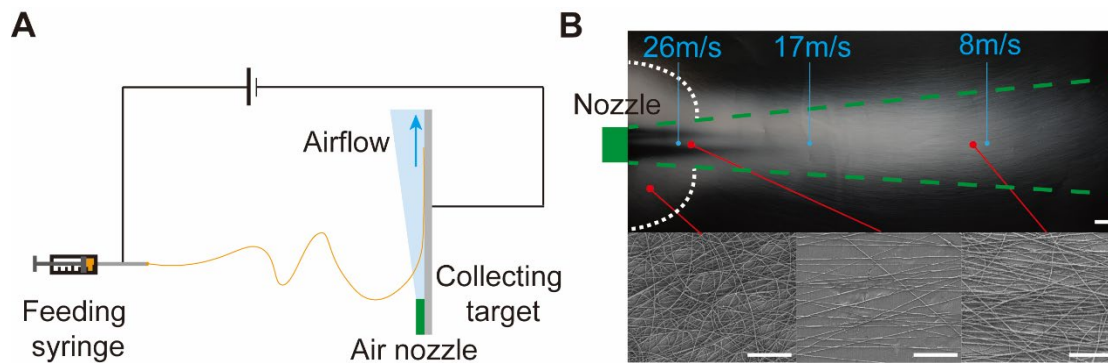 A
Airflow
Feeding
syringe
Collecting
target
Air nozzle
B
26m/s
17m/s
8m/s
Nozzle